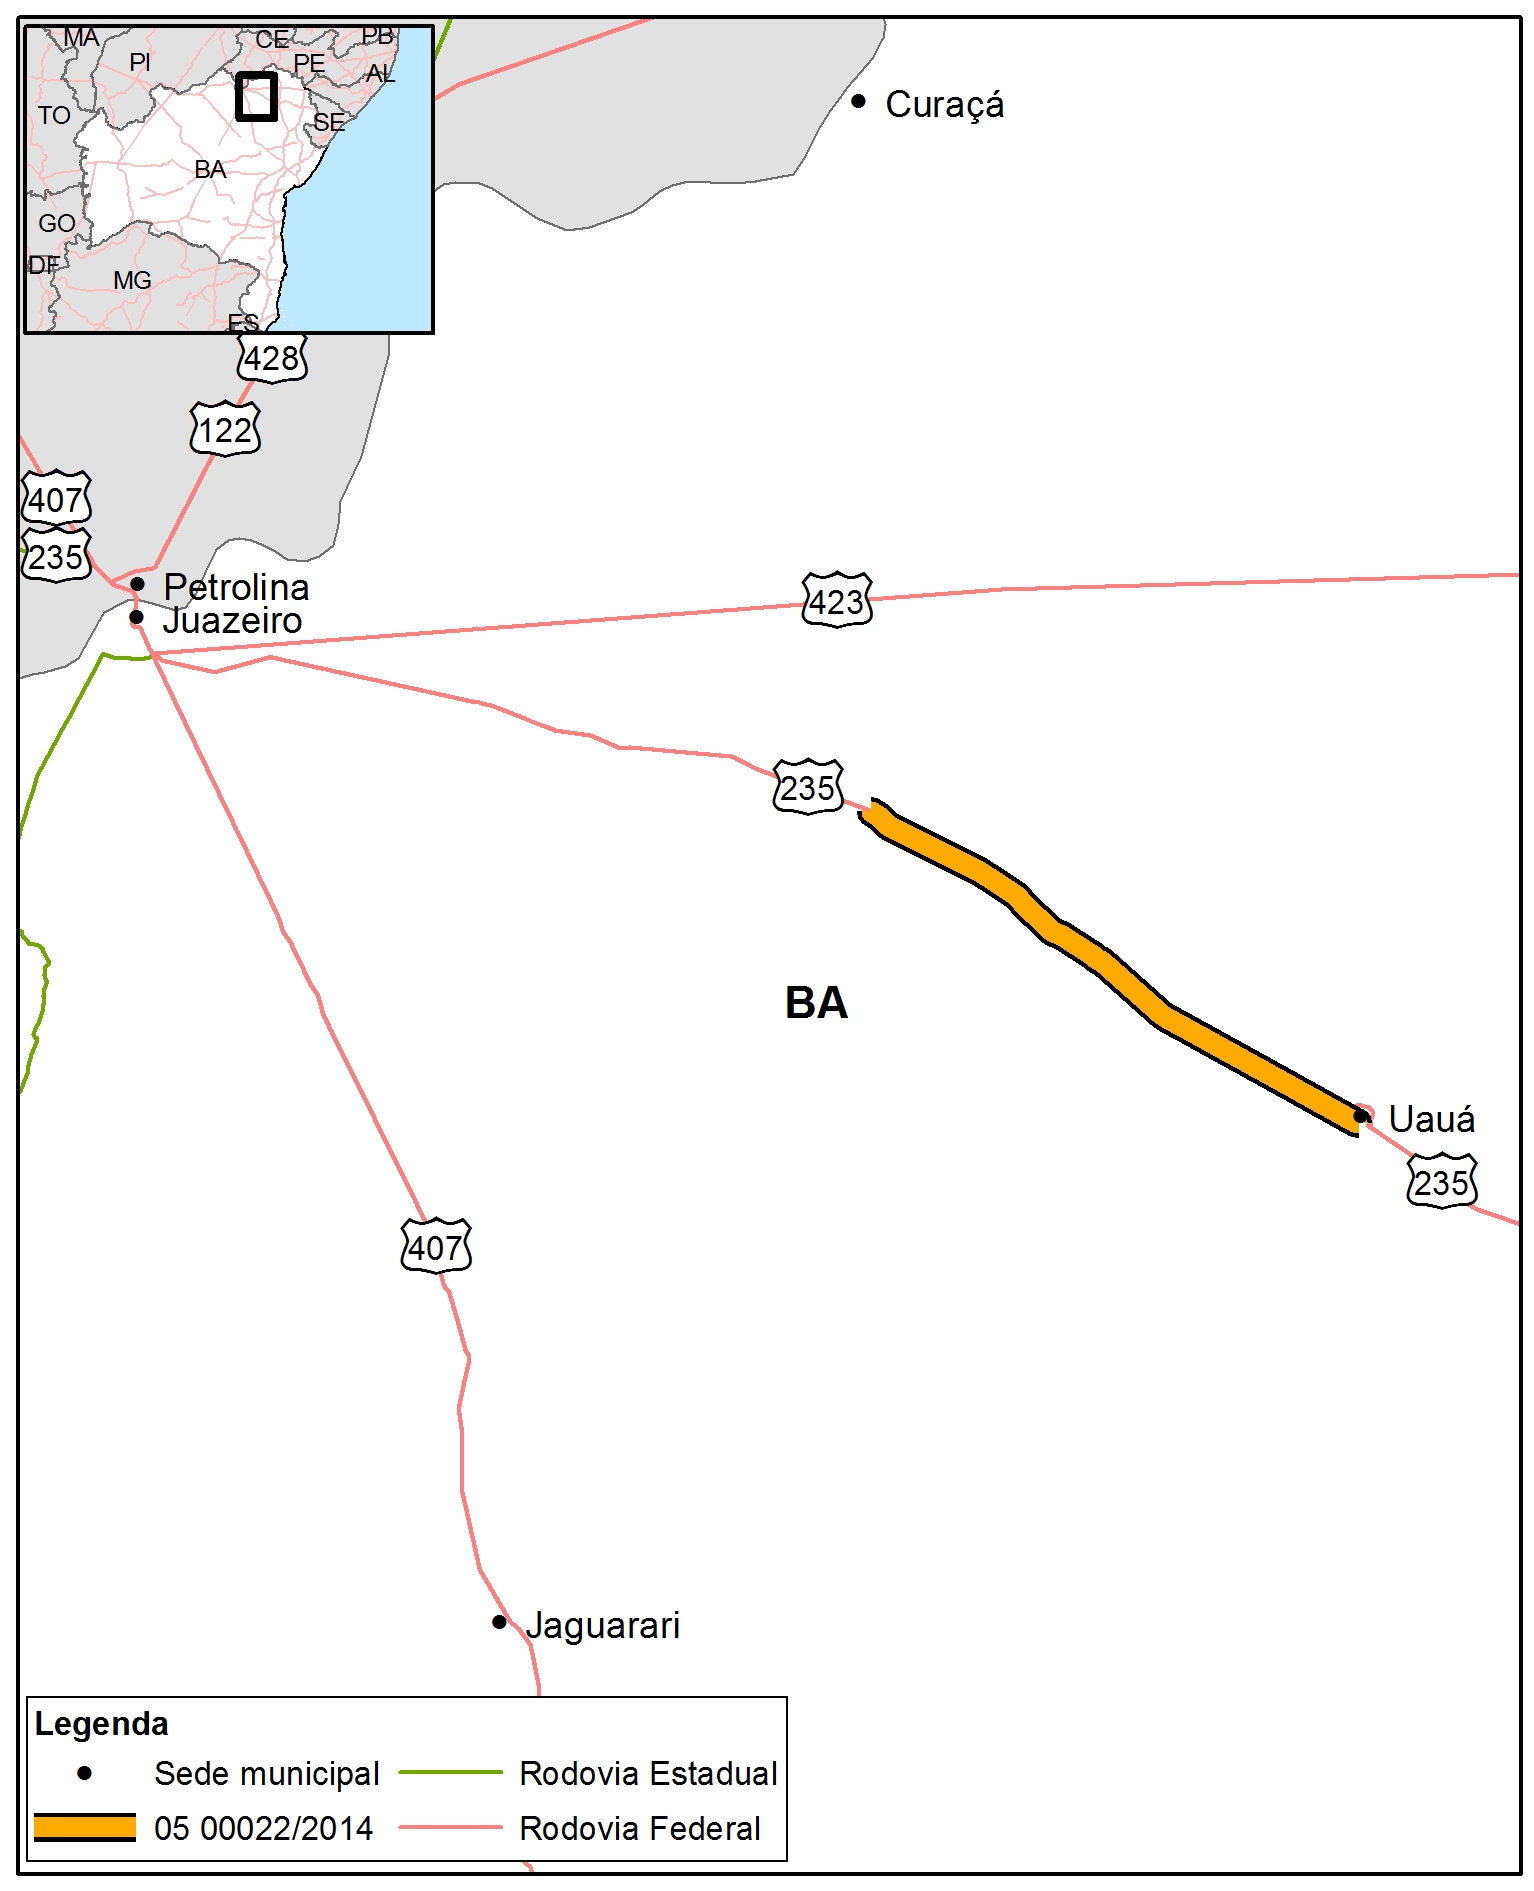 MA
CE
PB
PI
PE
AL
TO
SE
BA
GO
DF
MG
ES
Curaçá
428
122
407
235
Petrolina
Juazeiro
423
235
BA
Uauá
235
407
Jaguarari
Legenda
Sede municipal
Rodovia Estadual
05 00022/2014
Rodovia Federal